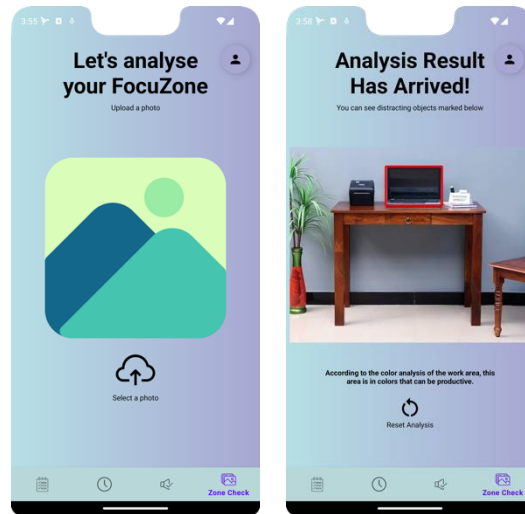 3:55
Let's analyse
your FocuZone
Upload a photo
Select a photo
Zone Check
3:58
Analysis Result
Has Arrived!
You can see distracting objects marked below
According to the color analysis of the work area, this
area is in colors that can be productive.
Reset Analysis
Zone Check